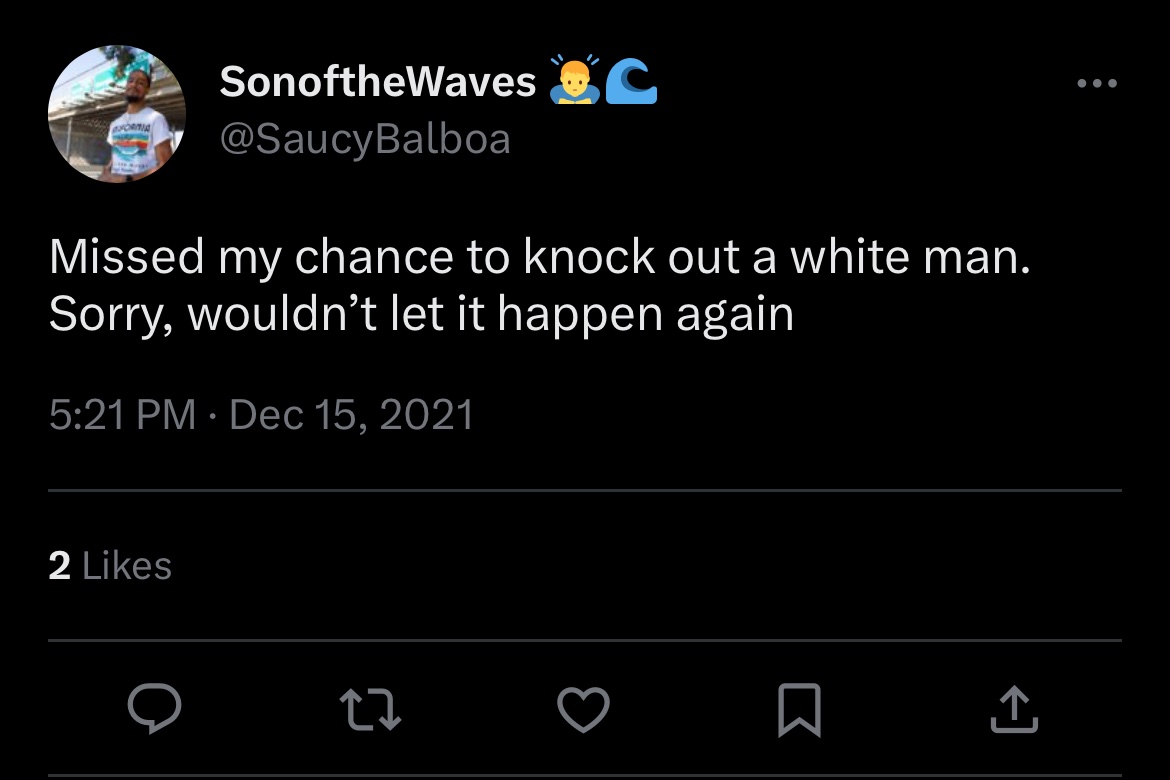 SonoftheWaves 🙇‍♂️🌊
@SaucyBalboa
Missed my chance to knock out a white man.
Sorry, wouldn’t let it happen again
5:21 PM · Dec 15, 2021
2 Likes